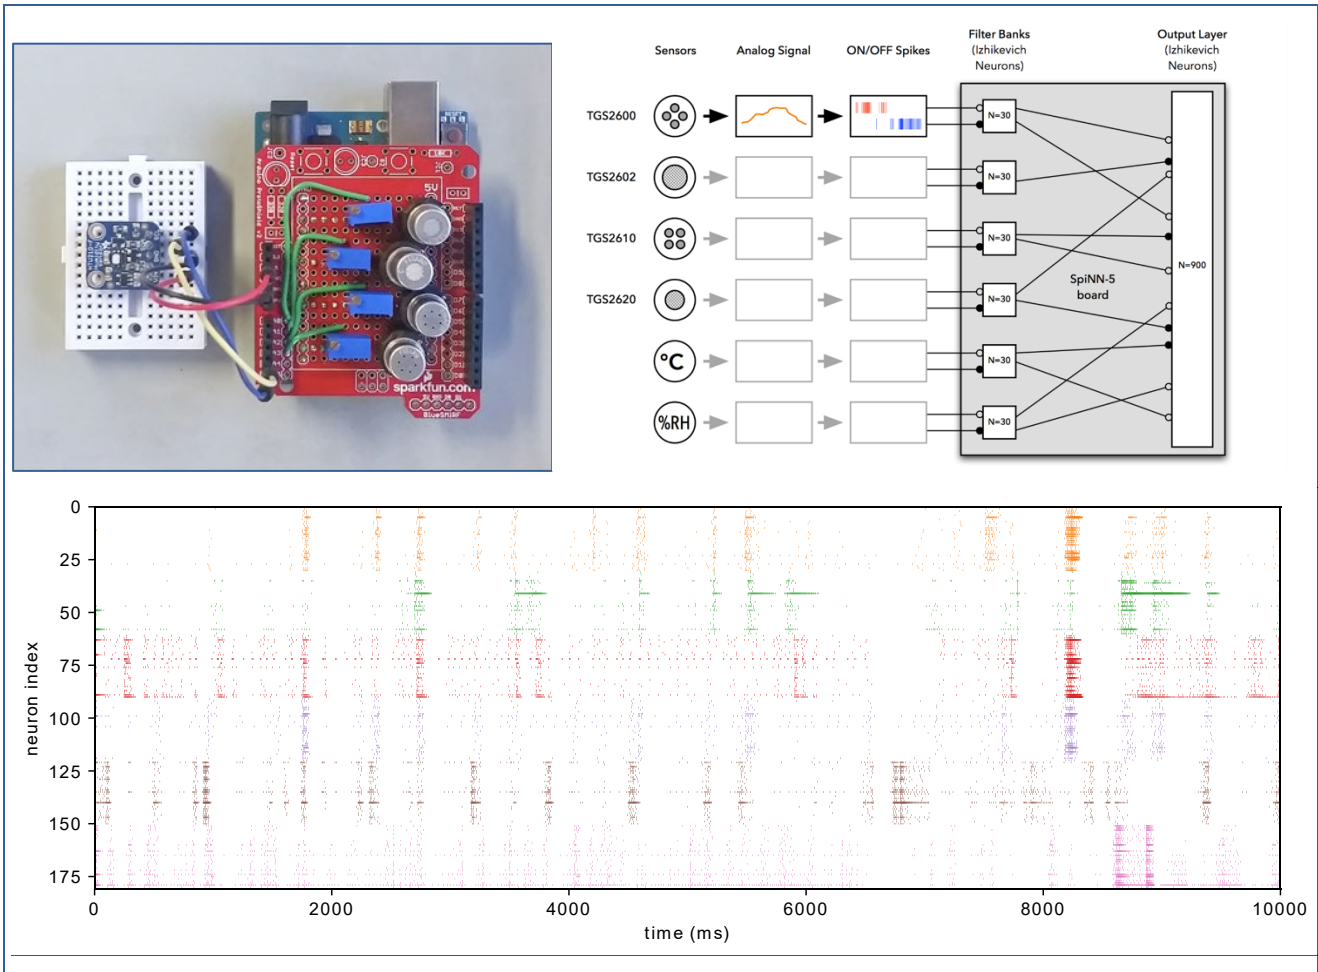 Sensors
Analog Signal
ON/OFF Spikes
Filter Banks
(Izhikevich
Neurons)
Output Layer
(Izhikevich
Neurons)
TGS2600
N=30
TGS2602
N=30
TGS2610
N=30
TGS2620
N=30
°C
N=30
%RH
N=30
SpiNN-5
board
N=900
RESET
5V
sparkfun.com
BlueSMiRF
0
25
50
75
100
125
150
175
neuron index
0
2000
4000
6000
8000
10000
time (ms)